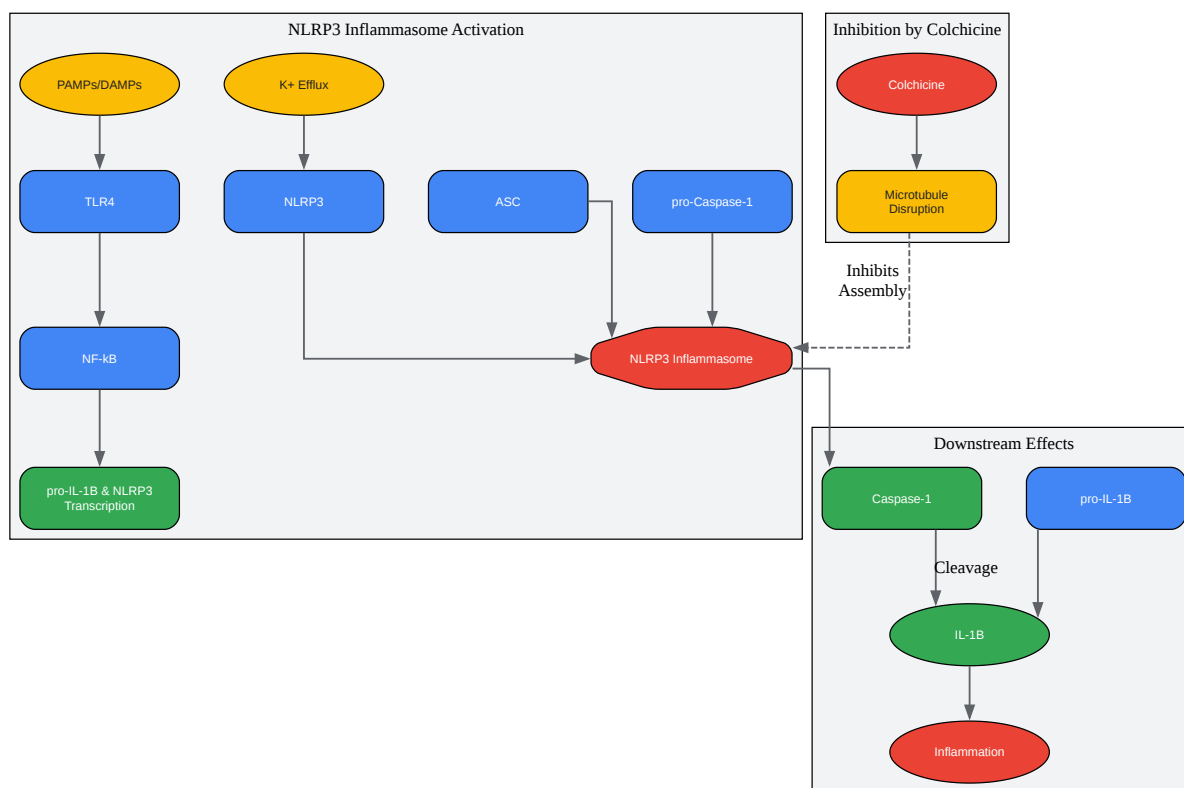 NLRP3 Inflammasome Activation
Inhibition by Colchicine
PAMPs/DAMPs
K+ Efflux
Colchicine
TLR4
NLRP3
ASC
pro-Caspase-1
Microtubule
Disruption
Inhibits
Assembly
NF-kB
NLRP3 Inflammasome
Downstream Effects
pro-IL-1B & NLRP3
Transcription
Caspase-1
pro-IL-1B
Cleavage
IL-1B
Inflammation